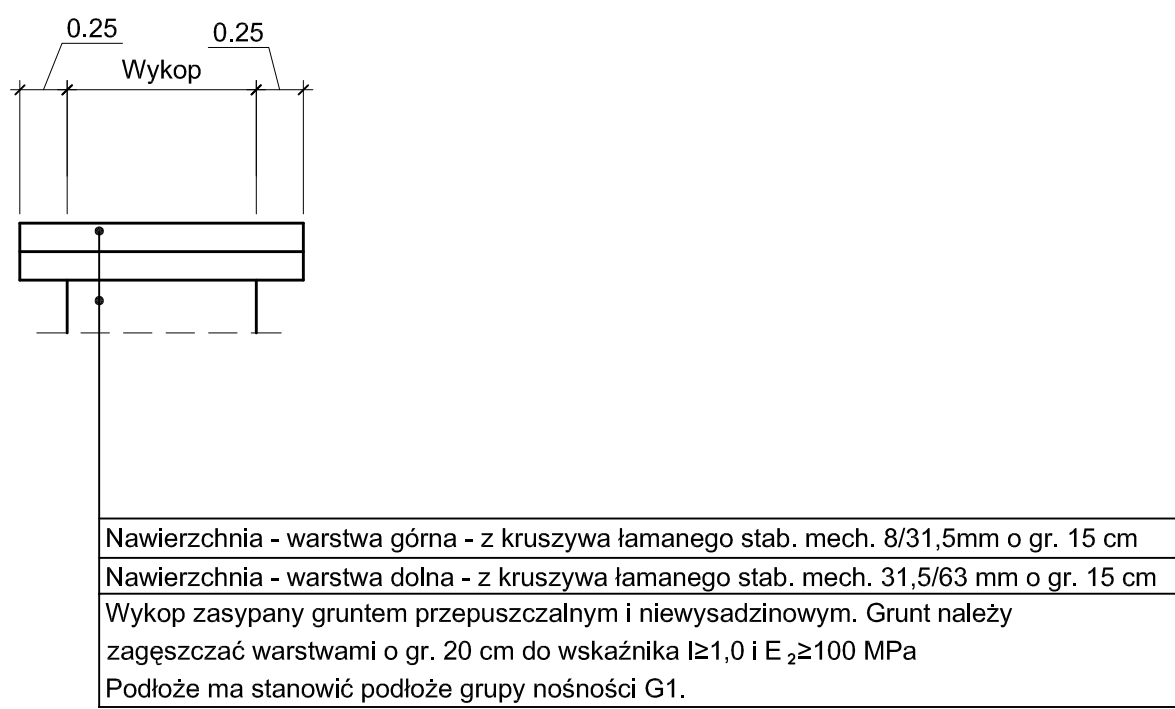 0.25
0.25
Wykop
Nawierzchnia - warstwa górna - z kruszywa łamanego stab. mech. 8/31,5mm o gr. 15 cm
Nawierzchnia - warstwa dolna - z kruszywa łamanego stab. mech. 31,5/63 mm o gr. 15 cm
Wykop zasypany gruntem przepuszczalnym i niewysadzinowym. Grunt należy
zagęszczać warstwami o gr. 20 cm do wskaźnika I≥1,0 i E ₂≥100 MPa
Podłoże ma stanowić podłoże grupy nośności G1.